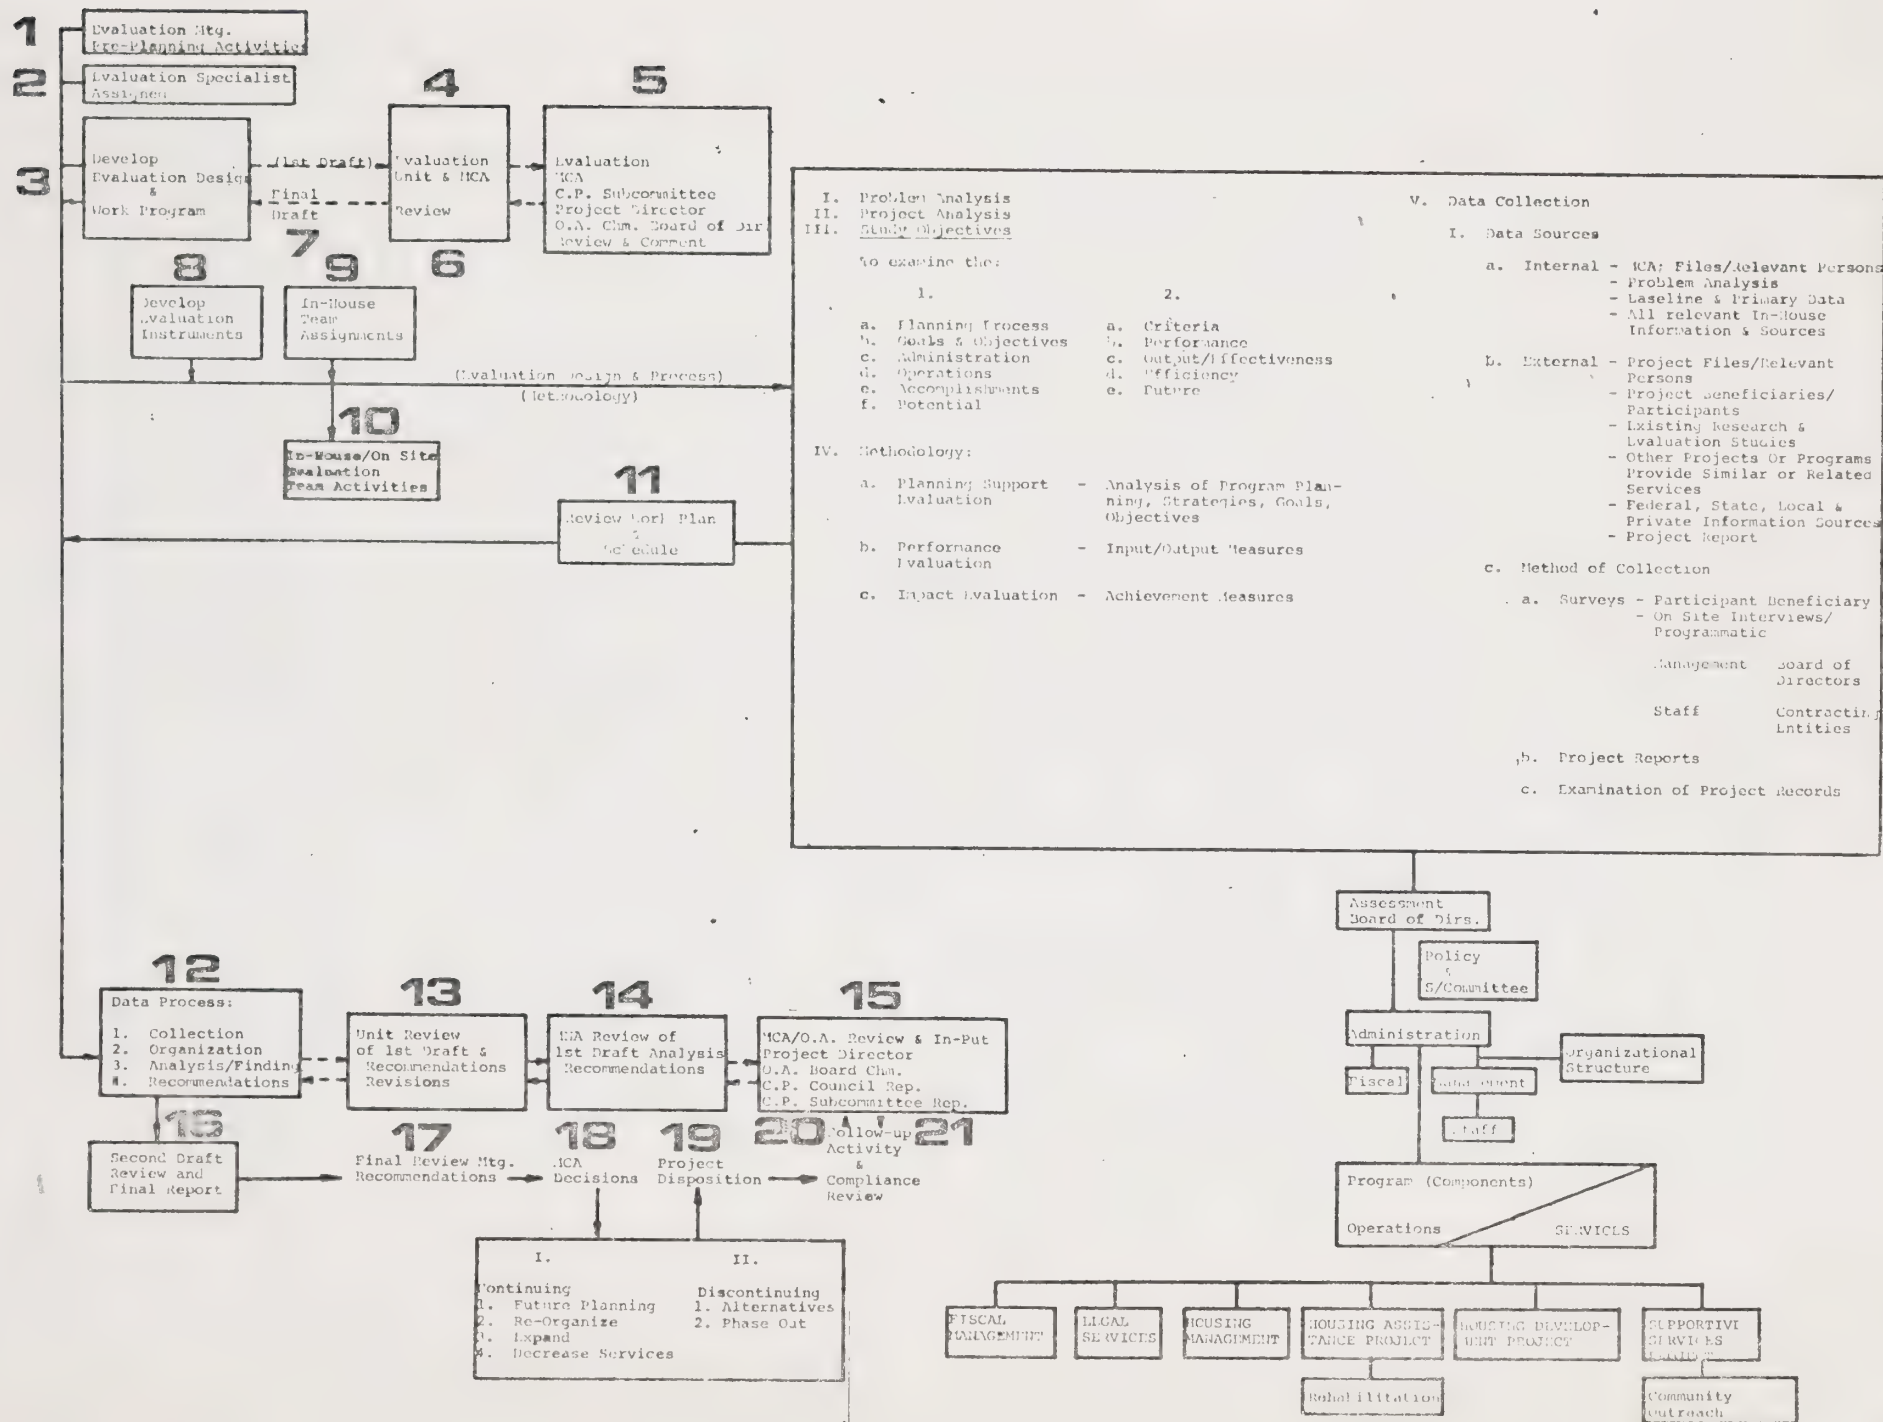 1
Evaluation Mtg.
Pre-Planning Activities
2
Evaluation Specialist
Assigned
3
Develop
Evaluation Design
&
Work Program
(1st Draft)
Final
Draft
7
4
Evaluation
Unit & MCA
Review
6
5
Evaluation
MCA
C.P. Subcommittee
Project Director
O.A. Chm. Board of Dir.
Review & Comment
8
Develop
Evaluation
Instruments
9
In-House
Team
Assignments
(Evaluation Design & Process)
(Methodology)
10
In-House/On Site
Evaluation
Team Activities
11
Review Work Plan
&
Schedule
I. Problem Analysis
II. Project Analysis
III. Study Objectives
To examine the:
1.
a. Planning Process
b. Goals & Objectives
c. Administration
d. Operations
e. Accomplishments
f. Potential
2.
a. Criteria
b. Performance
c. Output/Effectiveness
d. Efficiency
e. Future
IV. Methodology:
a. Planning Support - Analysis of Program Plan-
Evaluation ning, Strategies, Goals,
Objectives
b. Performance - Input/Output Measures
Evaluation
c. Impact Evaluation - Achievement Measures
V. Data Collection
I. Data Sources
a. Internal - MCA; Files/Relevant Persons
- Problem Analysis
- Baseline & Primary Data
- All relevant In-House
Information & Sources
b. External - Project Files/Relevant
Persons
- Project Beneficiaries/
Participants
- Existing Research &
Evaluation Studies
- Other Projects Or Programs
Provide Similar or Related
Services
- Federal, State, Local &
Private Information Sources
- Project Report
c. Method of Collection
a. Surveys - Participant Beneficiary
- On Site Interviews/
Programmatic
Management Board of
Directors
Staff Contracting
Entities
b. Project Reports
c. Examination of Project Records
Assessment
Board of Dirs.
Policy
&
S/Committee
Administration
Fiscal
Management
Organizational
Structure
Staff
Program (Components)
Operations SERVICES
FISCAL
MANAGEMENT
LEGAL
SERVICES
HOUSING
MANAGEMENT
HOUSING ASSIS-
TANCE PROJECT
HOUSING DEVELOP-
MENT PROJECT
SUPPORTIVE
SERVICES
PROJECT
Rehabilitation
Community
Outreach
12
Data Process:
1. Collection
2. Organization
3. Analysis/Finding
4. Recommendations
13
Unit Review
of 1st Draft &
Recommendations
Revisions
14
MCA Review of
1st Draft Analysis
Recommendations
15
MCA/O.A. Review & In-Put
Project Director
O.A. Board Chm.
C.P. Council Rep.
C.P. Subcommittee Rep.
16
Second Draft
Review and
Final Report
17
Final Review Mtg.
Recommendations
18
MCA
Decisions
19
Project
Disposition
20
Follow-up
Activity
&
Compliance
Review
21
I.
Continuing
1. Future Planning
2. Re-Organize
3. Expand
4. Decrease Services
II.
Discontinuing
1. Alternatives
2. Phase Out